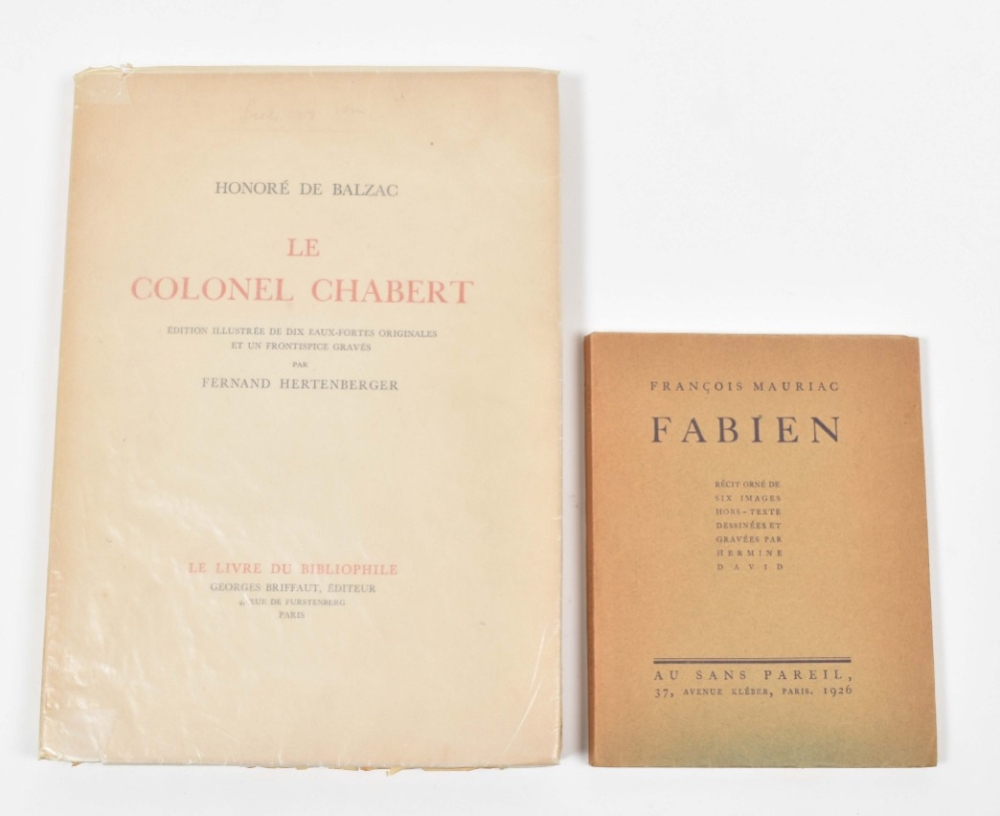 HONORÉ DE BALZAC
LE
COLONEL CHABERT
ÉDITION ILLUSTRÉE DE DIX EAUX-FORTES ORIGINALES
ET UN FRONTISPICE GRAVÉS
PAR
FERNAND HERTENBERGER
LE LIVRE DU BIBLIOPHILE
GEORGES BRIFFAUT, ÉDITEUR
RUE DE FURSTENBERG
PARIS
FRANÇOIS MAURIAC
FABIEN
RÉCIT ORNÉ DE
SIX IMAGES
HORS-TEXTE
DESSINÉES ET
GRAVÉES PAR
HERMINE
DAVID
AU SANS PAREIL,
37, AVENUE KLÉBER, PARIS. 1926